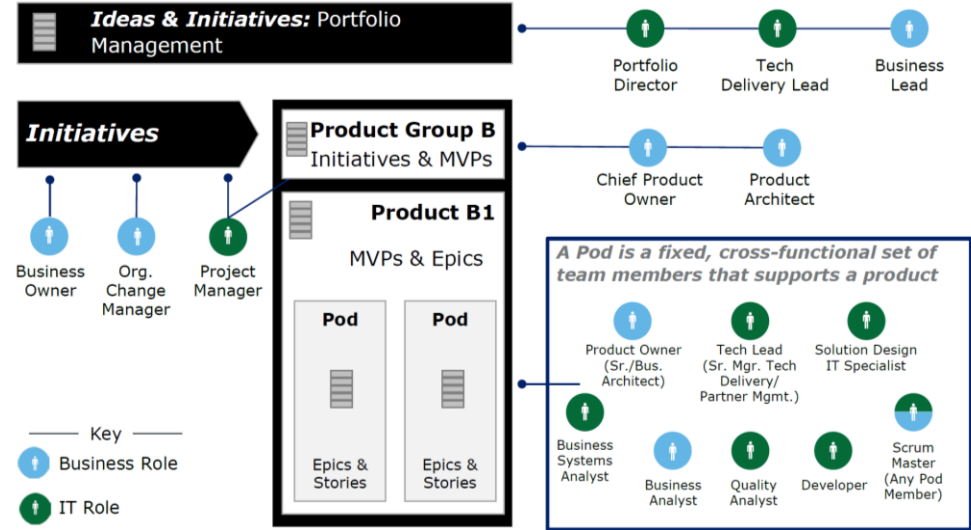 Ideas & Initiatives: Portfolio
Management
Portfolio
Director
Tech
Delivery Lead
Business
Lead
Initiatives
Product Group B
Initiatives & MVPs
Chief Product
Owner
Product
Architect
Business
Owner
Org.
Change
Manager
Project
Manager
Product B1
MVPs & Epics
Pod
Epics &
Stories
Pod
Epics &
Stories
A Pod is a fixed, cross-functional set of
team members that supports a product
Product Owner
(Sr./Bus.
Architect)
Tech Lead
(Sr. Mgr. Tech
Delivery/
Partner Mgmt.)
Solution Design
IT Specialist
Business
Systems
Analyst
Business
Analyst
Quality
Analyst
Developer
Scrum
Master
(Any Pod
Member)
Key
Business Role
IT Role